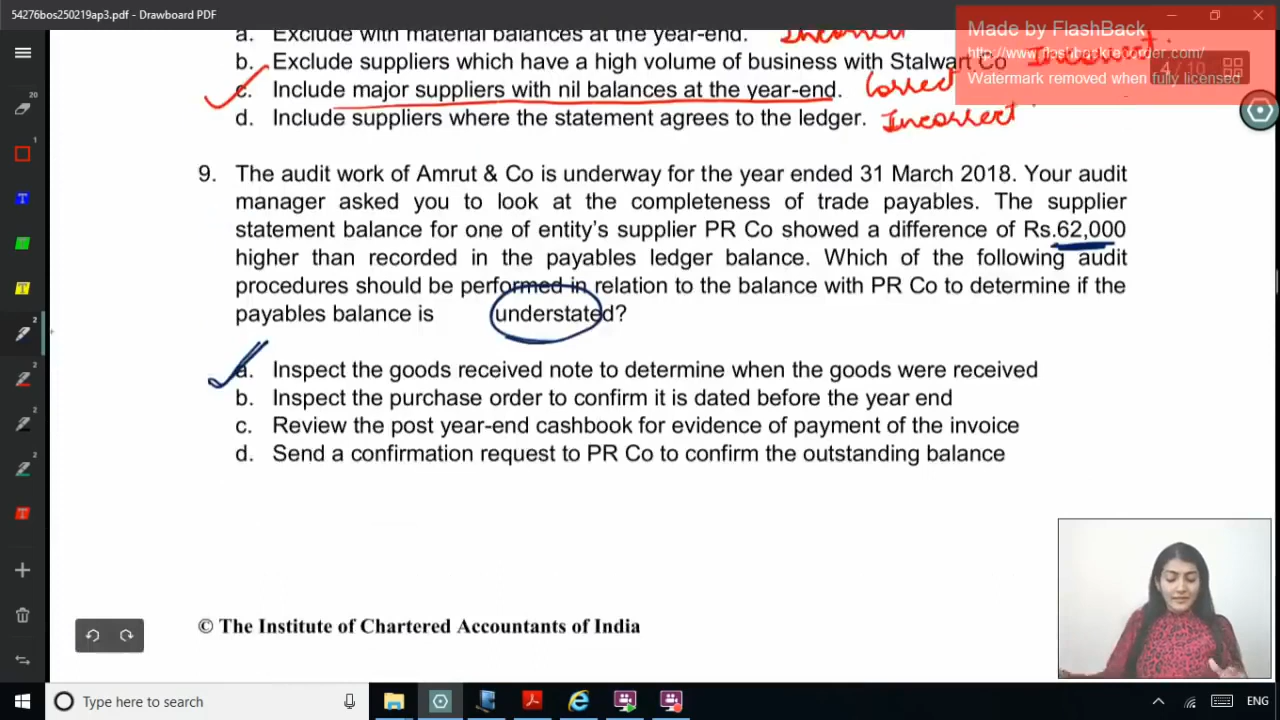 54276bos250219ap3.pdf - Drawboard PDF
Made by FlashBack
Watermark removed when fully licensed
4 / 10
a. Exclude with material balances at the year-end. Incorrect
b. Exclude suppliers which have a high volume of business with Stalwart Co Incorrect
c. Include major suppliers with nil balances at the year-end. Correct
d. Include suppliers where the statement agrees to the ledger. Incorrect
9. The audit work of Amrut & Co is underway for the year ended 31 March 2018. Your audit
manager asked you to look at the completeness of trade payables. The supplier
statement balance for one of entity's supplier PR Co showed a difference of Rs.62,000
higher than recorded in the payables ledger balance. Which of the following audit
procedures should be performed in relation to the balance with PR Co to determine if the
payables balance is understated?
a. Inspect the goods received note to determine when the goods were received
b. Inspect the purchase order to confirm it is dated before the year end
c. Review the post year-end cashbook for evidence of payment of the invoice
d. Send a confirmation request to PR Co to confirm the outstanding balance
© The Institute of Chartered Accountants of India
Type here to search
ENG